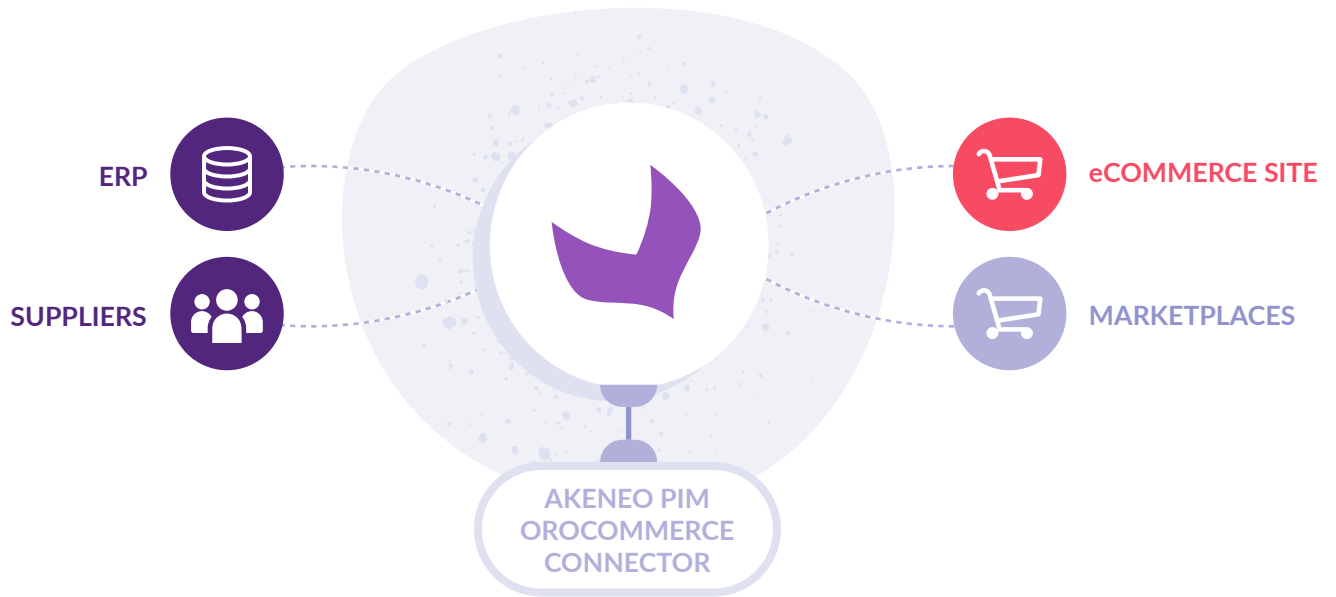 ERP
SUPPLIERS
eCOMMERCE SITE
MARKETPLACES
AKENEO PIM
OROCOMMERCE
CONNECTOR